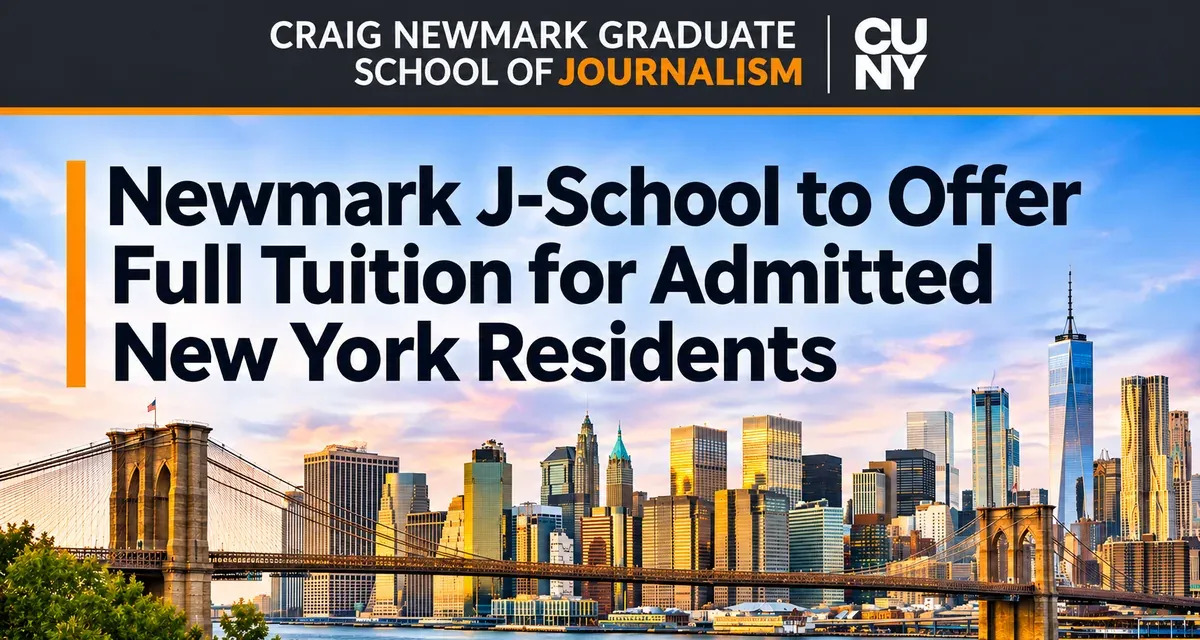 CRAIG NEWMARK GRADUATE
SCHOOL OF JOURNALISM
CU
NY
Newmark J-School to Offer
Full Tuition for Admitted
New York Residents